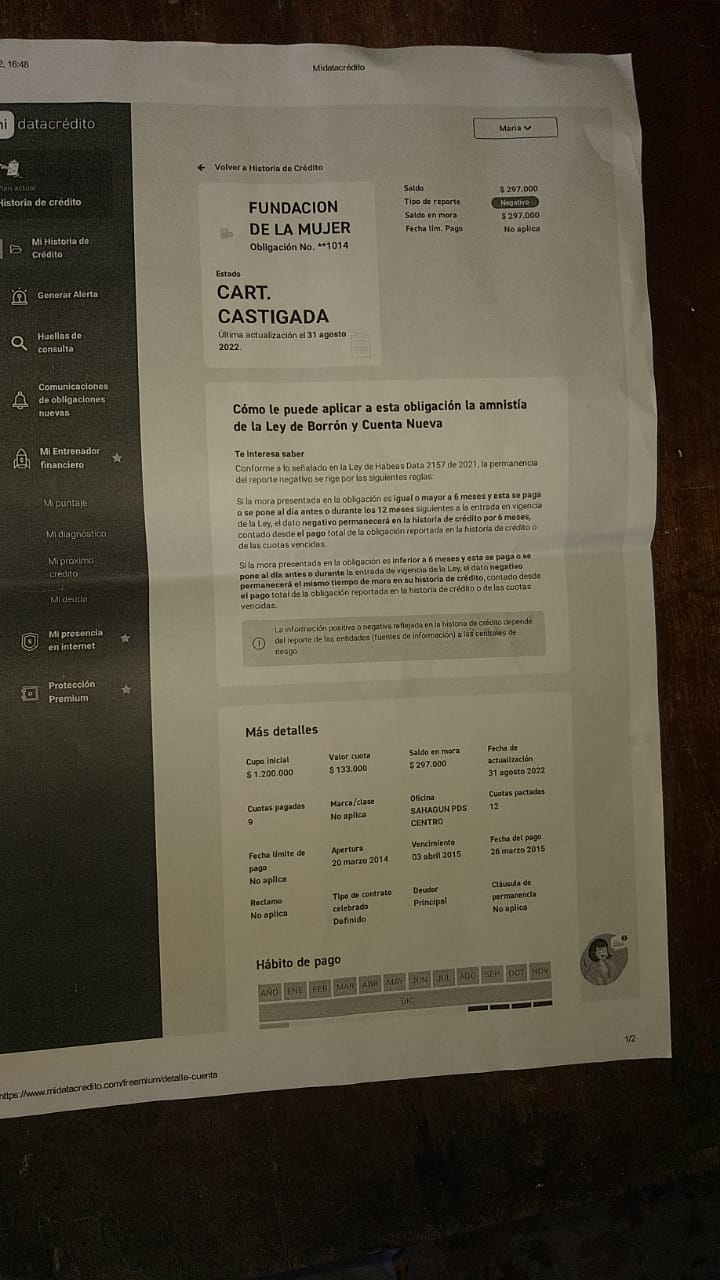 2, 16:48
Midatacrédito
mi datacrédito
Maria
Plan actual
Historia de crédito
Mi Historia de
Crédito
Generar Alerta
Huellas de
consulta
Comunicaciones
de obligaciones
nuevas
Mi Entrenador
financiero
Mi puntaje
Mi diagnóstico
Mi próximo
crédito
Mi deuda
Mi presencia
en internet
Protección
Premium
← Volver a Historia de Crédito
FUNDACION
DE LA MUJER
Obligación No. **1014
Estado
CART.
CASTIGADA
Última actualización el 31 agosto
2022.
Saldo $ 297.000
Tipo de reporte Negativo
Saldo en mora $ 297.000
Fecha lím. Pago No aplica
Cómo le puede aplicar a esta obligación la amnistía
de la Ley de Borrón y Cuenta Nueva
Te interesa saber
Conforme a lo señalado en la Ley de Habeas Data 2157 de 2021, la permanencia
del reporte negativo se rige por las siguientes reglas:
Si la mora presentada en la obligación es igual o mayor a 6 meses y esta se paga
o se pone al día antes o durante los 12 meses siguientes a la entrada en vigencia
de la Ley, el dato negativo permanecerá en la historia de crédito por 6 meses,
contado desde el pago total de la obligación reportada en la historia de crédito o
de las cuotas vencidas.
Si la mora presentada en la obligación es inferior a 6 meses y esta se paga o se
pone al día antes o durante la entrada de vigencia de la Ley, el dato negativo
permanecerá el mismo tiempo de mora en su historia de crédito, contado desde
el pago total de la obligación reportada en la historia de crédito o de las cuotas
vencidas.
La información positiva o negativa reflejada en la historia de crédito depende
del reporte de las entidades (fuentes de información) a las centrales de
riesgo.
Más detalles
Cupo inicial
$ 1.200.000
Valor cuota
$ 133.000
Saldo en mora
$ 297.000
Fecha de
actualización
31 agosto 2022
Cuotas pagadas
9
Marca/clase
No aplica
Oficina
SAHAGUN PDS
CENTRO
Cuotas pactadas
12
Fecha límite de
pago
No aplica
Apertura
20 marzo 2014
Vencimiento
03 abril 2015
Fecha del pago
26 marzo 2015
Reclamo
No aplica
Tipo de contrato
celebrado
Definido
Deudor
Principal
Cláusula de
permanencia
No aplica
Hábito de pago
AÑO ENE FEB MAR ABR MAY JUN JUL AGO SEP OCT NOV
DIC
1/2
https://www.midatacredito.com/freemium/detalle-cuenta